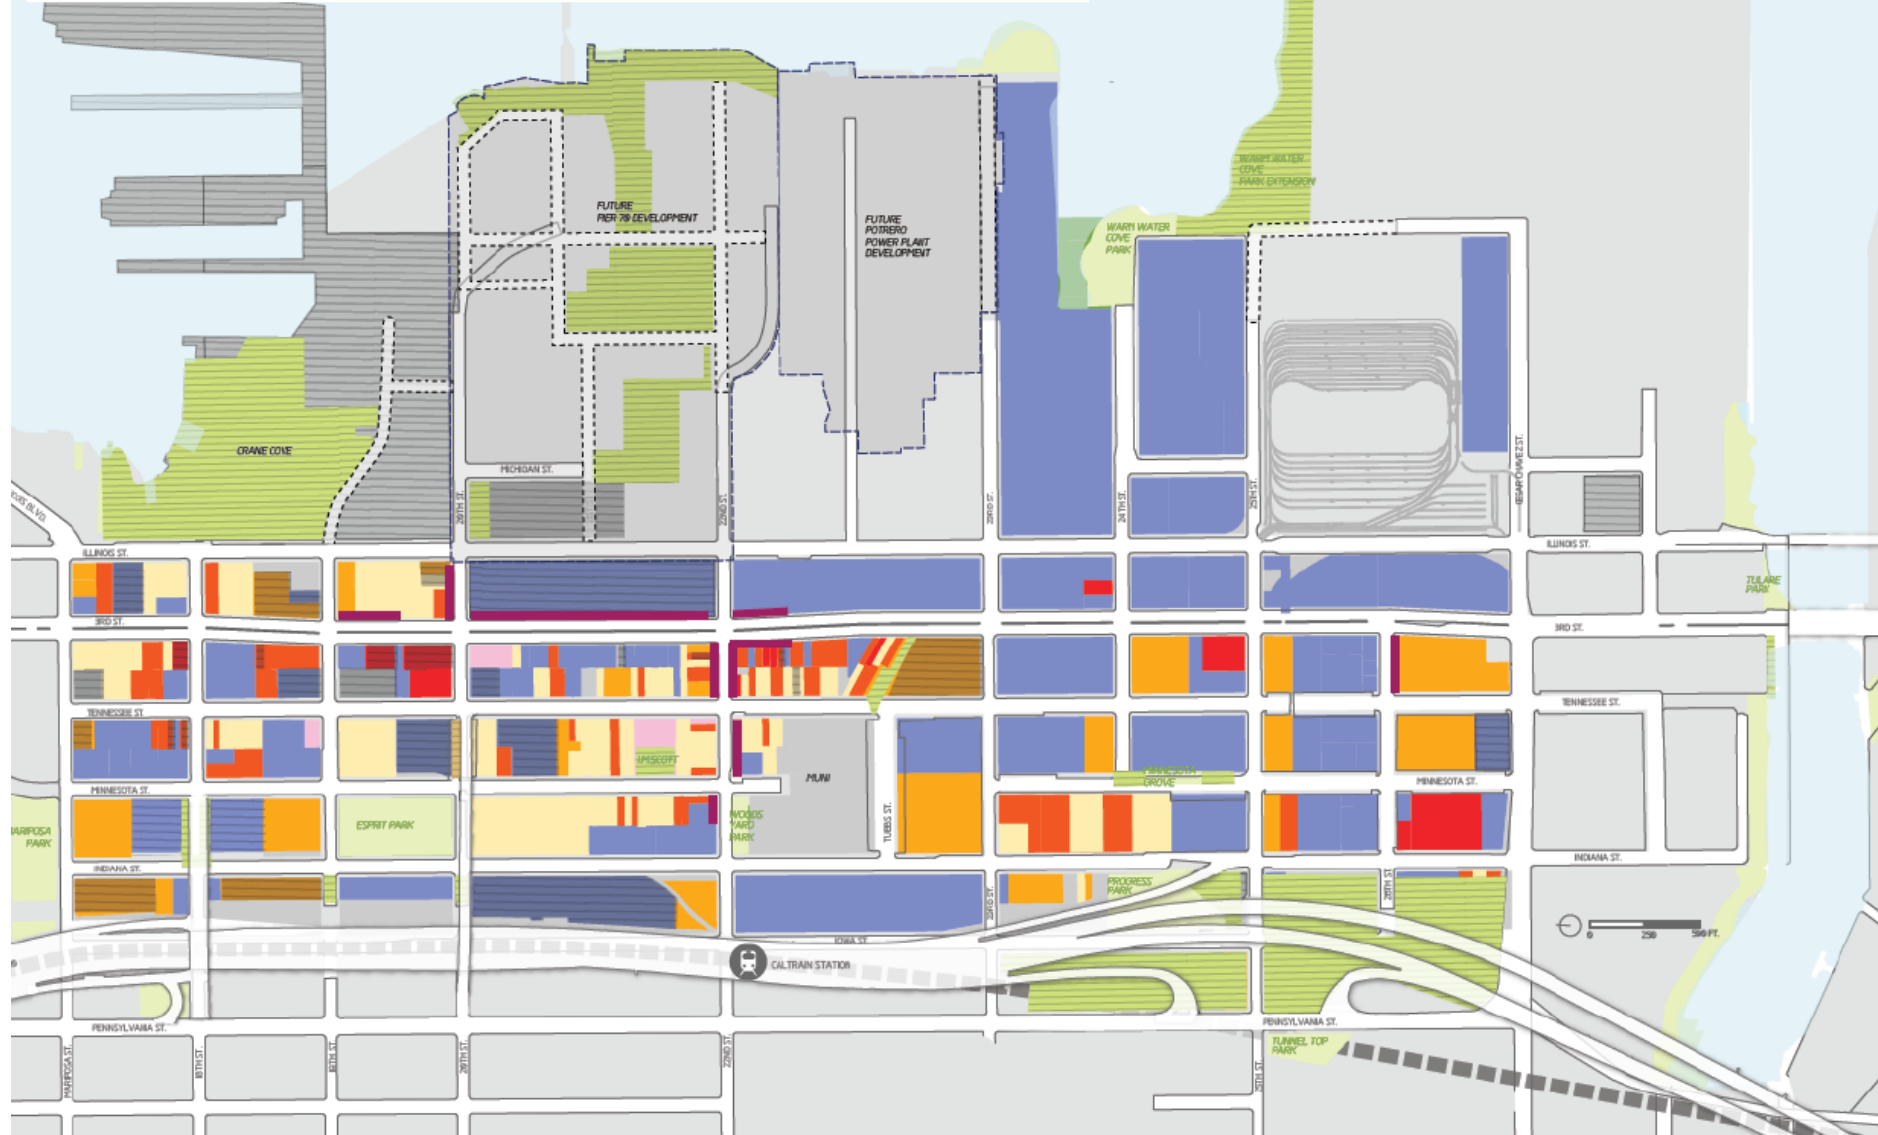 WARM WATER
COVE
PARK EXTENSION
FUTURE
PIER 70 DEVELOPMENT
FUTURE
POTRERO
POWER PLANT
DEVELOPMENT
WARM WATER
COVE
PARK
CRANE COVE
MICHIGAN ST.
20TH ST.
22ND ST.
23RD ST.
24TH ST.
25TH ST.
CESAR CHAVEZ ST.
BLVD.
ILLINOIS ST.
ILLINOIS ST.
TULARE
PARK
3RD ST.
3RD ST.
TENNESSEE ST.
TENNESSEE ST.
MUNI
MINNESOTA
GROVE
MINNESOTA ST.
MINNESOTA ST.
MARIPOSA
PARK
ESPRIT PARK
WOODS
YARD
PARK
TUBBS ST.
INDIANA ST.
INDIANA ST.
PROGRESS
PARK
23RD ST.
26TH ST.
0
250
500 FT.
IOWA ST.
CALTRAIN STATION
PENNSYLVANIA ST.
PENNSYLVANIA ST.
TUNNEL TOP
PARK
MARIPOSA ST.
18TH ST.
20TH ST.
22ND ST.